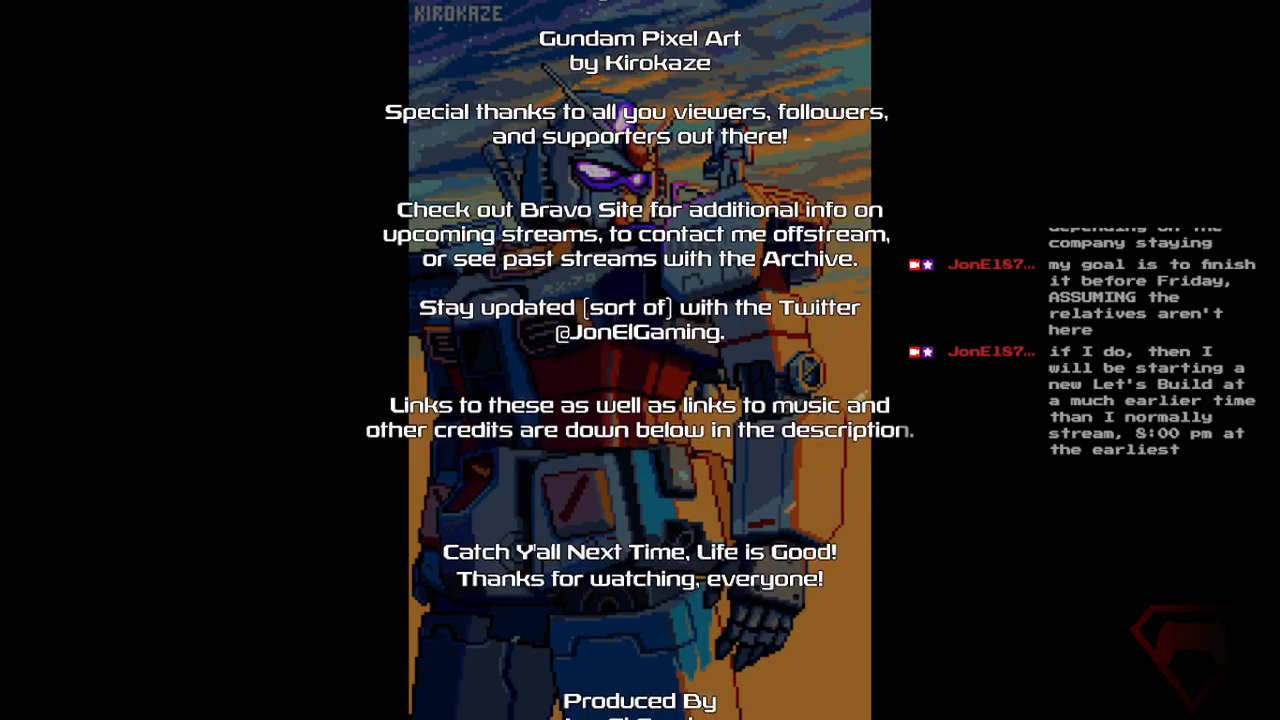 KIROKAZE
Gundam Pixel Art
by Kirokaze
Special thanks to all you viewers, followers,
and supporters out there!
Check out Bravo Site for additional info on
upcoming streams, to contact me offstream,
or see past streams with the Archive.
Stay updated (sort of) with the Twitter
@JonElGaming.
Links to these as well as links to music and
other credits are down below in the description.
Catch Y'all Next Time, Life is Good!
Thanks for watching, everyone!
Produced By
depending on the
company staying
JonEl87... my goal is to finish
it before Friday,
ASSUMING the
relatives aren't
here
JonEl87... if I do, then I
will be starting a
new Let's Build at
a much earlier time
than I normally
stream, 8:00 pm at
the earliest